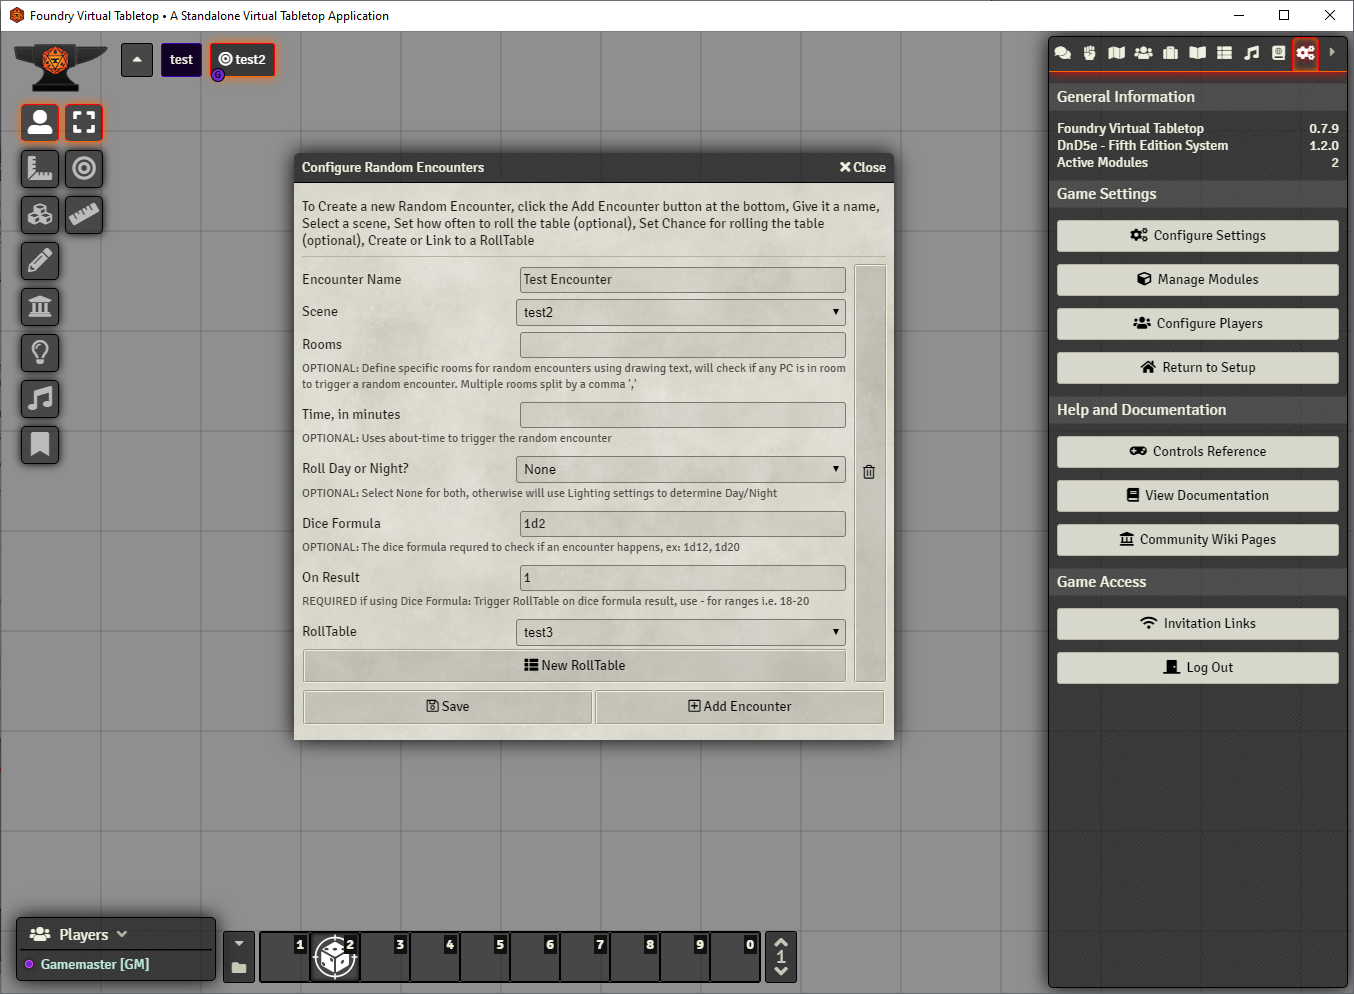 Foundry Virtual Tabletop • A Standalone Virtual Tabletop Application
test
test2
G
Configure Random Encounters
Close
To Create a new Random Encounter, click the Add Encounter button at the bottom, Give it a name,
Select a scene, Set how often to roll the table (optional), Set Chance for rolling the table
(optional), Create or Link to a RollTable
Encounter Name
Test Encounter
Scene
test2
Rooms
OPTIONAL: Define specific rooms for random encounters using drawing text, will check if any PC is in room
to trigger a random encounter. Multiple rooms split by a comma ','
Time, in minutes
OPTIONAL: Uses about-time to trigger the random encounter
Roll Day or Night?
None
OPTIONAL: Select None for both, otherwise will use Lighting settings to determine Day/Night
Dice Formula
1d2
OPTIONAL: The dice formula requred to check if an encounter happens, ex: 1d12, 1d20
On Result
1
REQUIRED if using Dice Formula: Trigger RollTable on dice formula result, use - for ranges i.e. 18-20
RollTable
test3
New RollTable
Save
Add Encounter
General Information
Foundry Virtual Tabletop 0.7.9
DnD5e - Fifth Edition System 1.2.0
Active Modules 2
Game Settings
Configure Settings
Manage Modules
Configure Players
Return to Setup
Help and Documentation
Controls Reference
View Documentation
Community Wiki Pages
Game Access
Invitation Links
Log Out
Players
Gamemaster [GM]
1 2 3 4 5 6 7 8 9 0
1